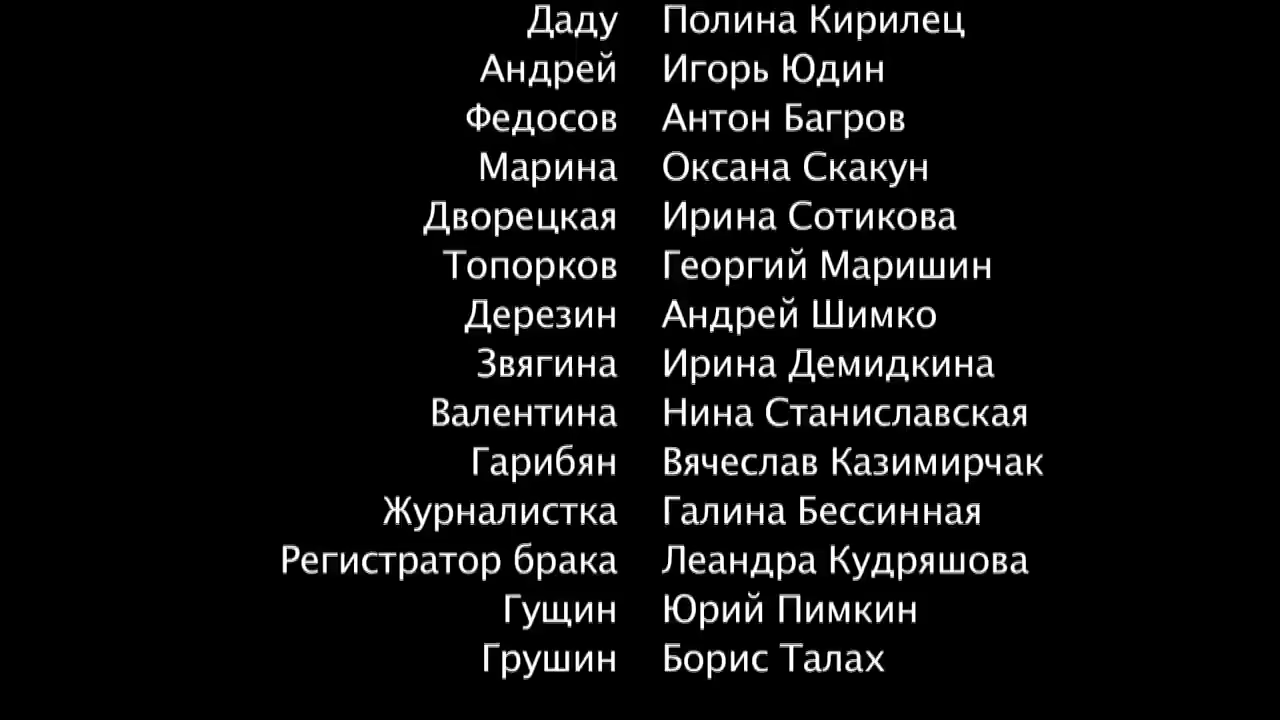 Даду Полина Кирилец
Андрей Игорь Юдин
Федосов Антон Багров
Марина Оксана Скакун
Дворецкая Ирина Сотикова
Топорков Георгий Маришин
Дерезин Андрей Шимко
Звягина Ирина Демидкина
Валентина Нина Станиславская
Гарибян Вячеслав Казимирчак
Журналистка Галина Бессинная
Регистратор брака Леандра Кудряшова
Гущин Юрий Пимкин
Грушин Борис Талах